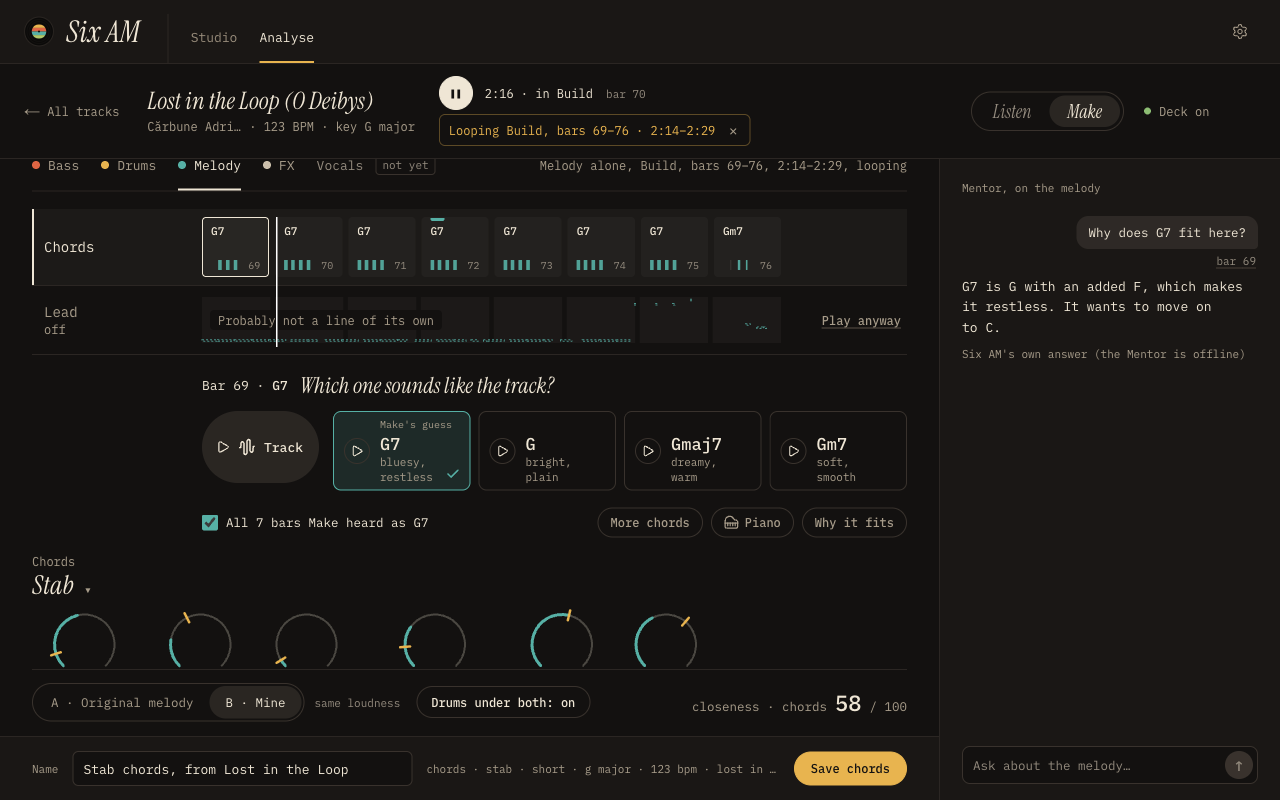 Six AM
Studio
Analyse
← All tracks
Lost in the Loop (O Deibys)
Cărbune Adri… · 123 BPM · key G major
2:16 · in Build bar 70
Looping Build, bars 69–76 · 2:14–2:29 ×
Listen
Make
Deck on
Bass
Drums
Melody
FX
Vocals
not yet
Melody alone, Build, bars 69–76, 2:14–2:29, looping
Chords
G7
69
G7
70
G7
71
G7
72
G7
73
G7
74
G7
75
Gm7
76
Lead
off
Probably not a line of its own
Play anyway
Bar 69 · G7 Which one sounds like the track?
Track
Make's guess
G7
bluesy,
restless
G
bright,
plain
Gmaj7
dreamy,
warm
Gm7
soft,
smooth
All 7 bars Make heard as G7
More chords
Piano
Why it fits
Chords
Stab ▾
A · Original melody
B · Mine
same loudness
Drums under both: on
closeness · chords 58 / 100
Name
Stab chords, from Lost in the Loop
chords · stab · short · g major · 123 bpm · lost in …
Save chords
Mentor, on the melody
Why does G7 fit here?
bar 69
G7 is G with an added F, which makes
it restless. It wants to move on
to C.
Six AM's own answer (the Mentor is offline)
Ask about the melody…
↑